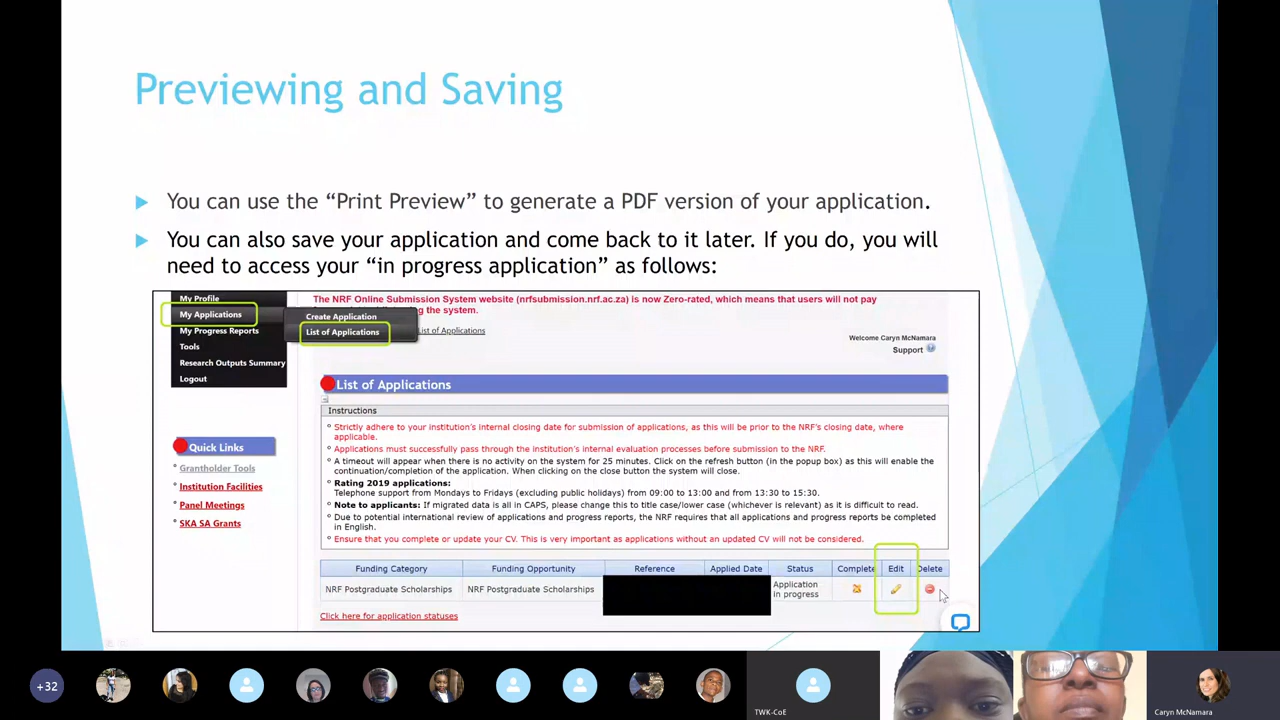 Previewing and Saving
You can use the “Print Preview” to generate a PDF version of your application.
You can also save your application and come back to it later. If you do, you will
need to access your “in progress application” as follows:
My Profile
My Applications
My Progress Reports
Tools
Research Outputs Summary
Logout
Create Application
List of Applications
The NRF Online Submission System website (nrfsubmission.nrf.ac.za) is now Zero-rated, which means that users will not pay
g the system.
List of Applications
Welcome Caryn McNamara
Support
List of Applications
Quick Links
Grantholder Tools
Institution Facilities
Panel Meetings
SKA SA Grants
Instructions
° Strictly adhere to your institution's internal closing date for submission of applications, as this will be prior to the NRF's closing date, where
applicable.
° Applications must successfully pass through the institution's internal evaluation processes before submission to the NRF.
° A timeout will appear when there is no activity on the system for 25 minutes. Click on the refresh button (in the popup box) as this will enable the
continuation/completion of the application. When clicking on the close button the system will close.
° Rating 2019 applications:
Telephone support from Mondays to Fridays (excluding public holidays) from 09:00 to 13:00 and from 13:30 to 15:30.
° Note to applicants: If migrated data is all in CAPS, please change this to title case/lower case (whichever is relevant) as it is difficult to read.
° Due to potential international review of applications and progress reports, the NRF requires that all applications and progress reports be completed
in English.
° Ensure that you complete or update your CV. This is very important as applications without an updated CV will not be considered.
Funding Category Funding Opportunity Reference Applied Date Status Complete Edit Delete
NRF Postgraduate Scholarships NRF Postgraduate Scholarships Application
in progress
Click here for application statuses
+32
TWK-CoE
Caryn McNamara